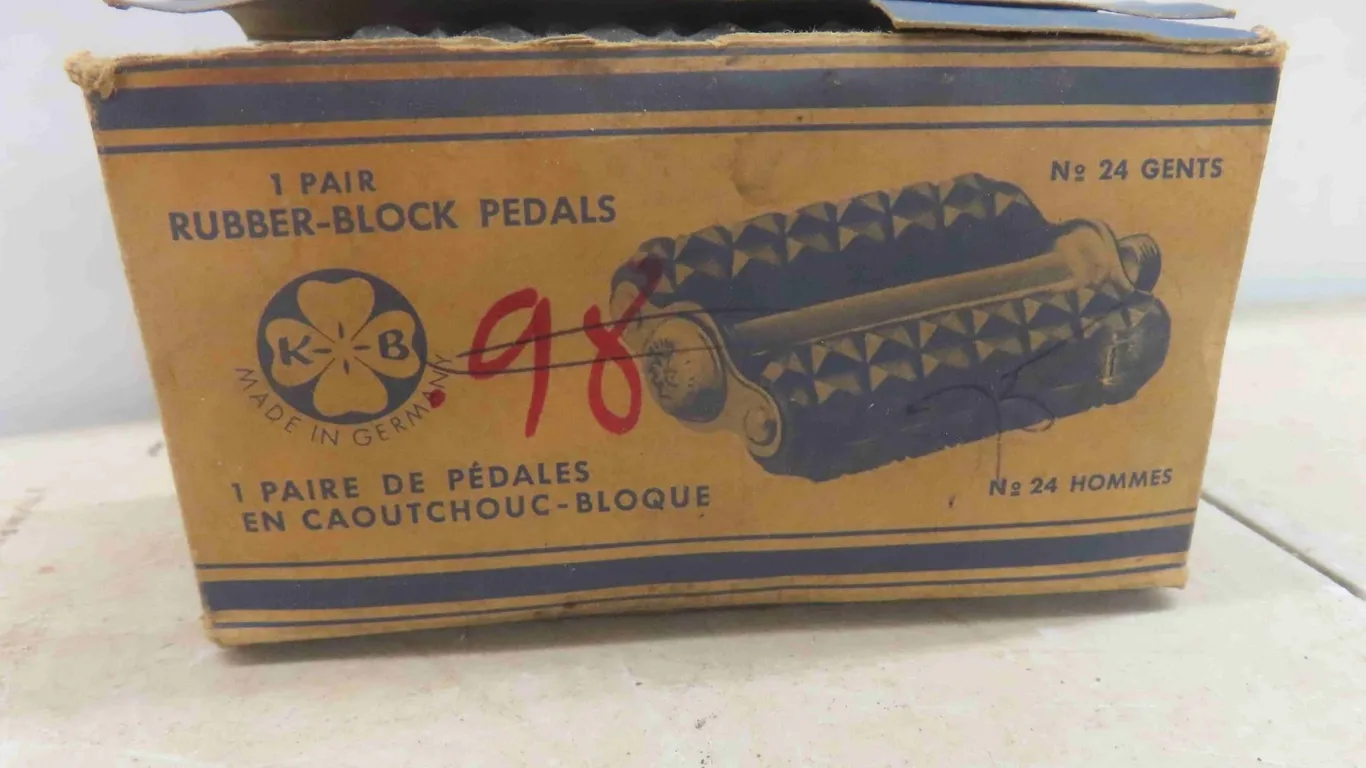 1 PAIR
RUBBER-BLOCK PEDALS
Nº 24 GENTS
K B
MADE IN GERMANY
.98
1 PAIRE DE PÉDALES
EN CAOUTCHOUC-BLOQUE
Nº 24 HOMMES